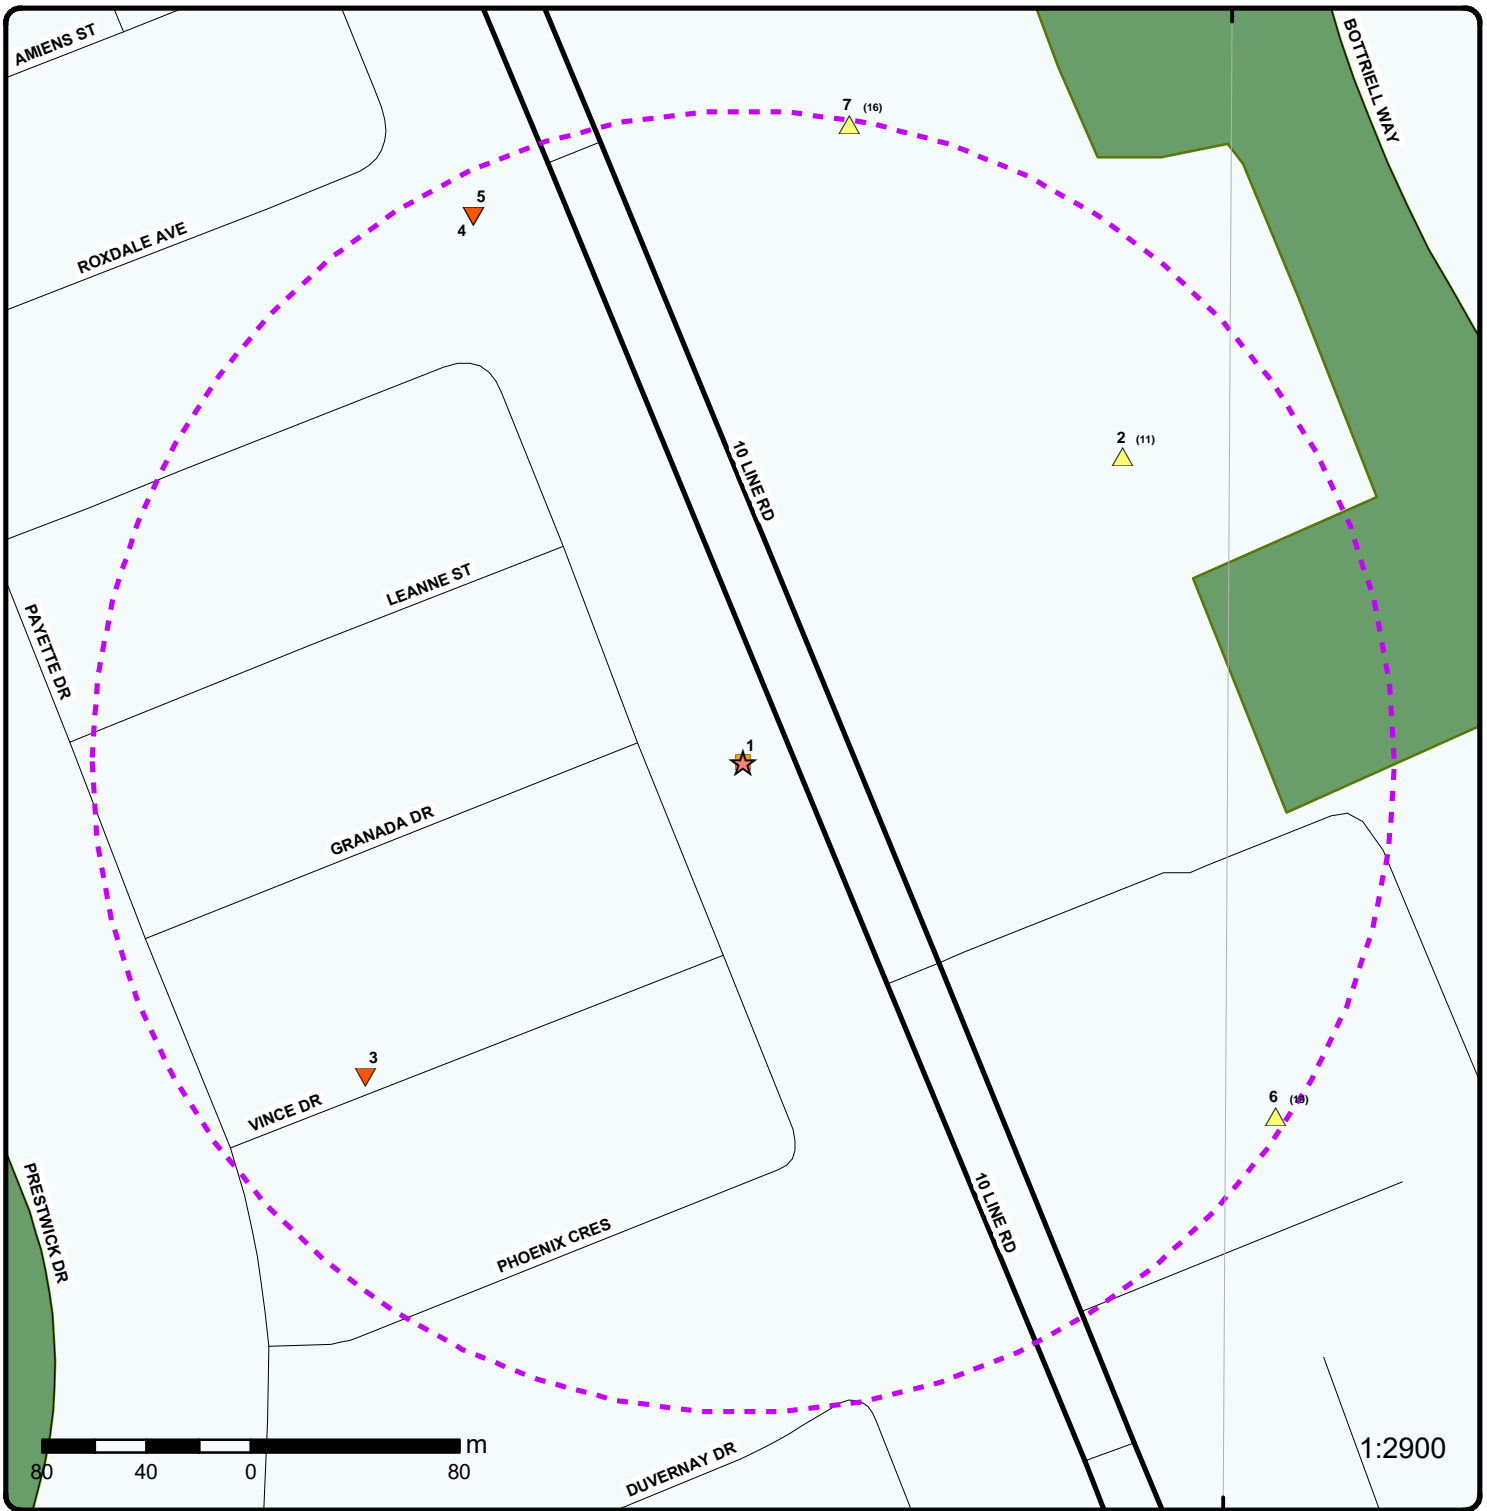 AMIENS ST
BOTTRIELL WAY
7 (16)
5
4
ROXDALE AVE
2 (11)
10 LINE RD
LEANNE ST
PAYETTE DR
1
GRANADA DR
3
VINCE DR
6
PRESTWICK DR
10 LINE RD
PHOENIX CRES
DUVERNAY DR
m
80 40 0 80
1:2900